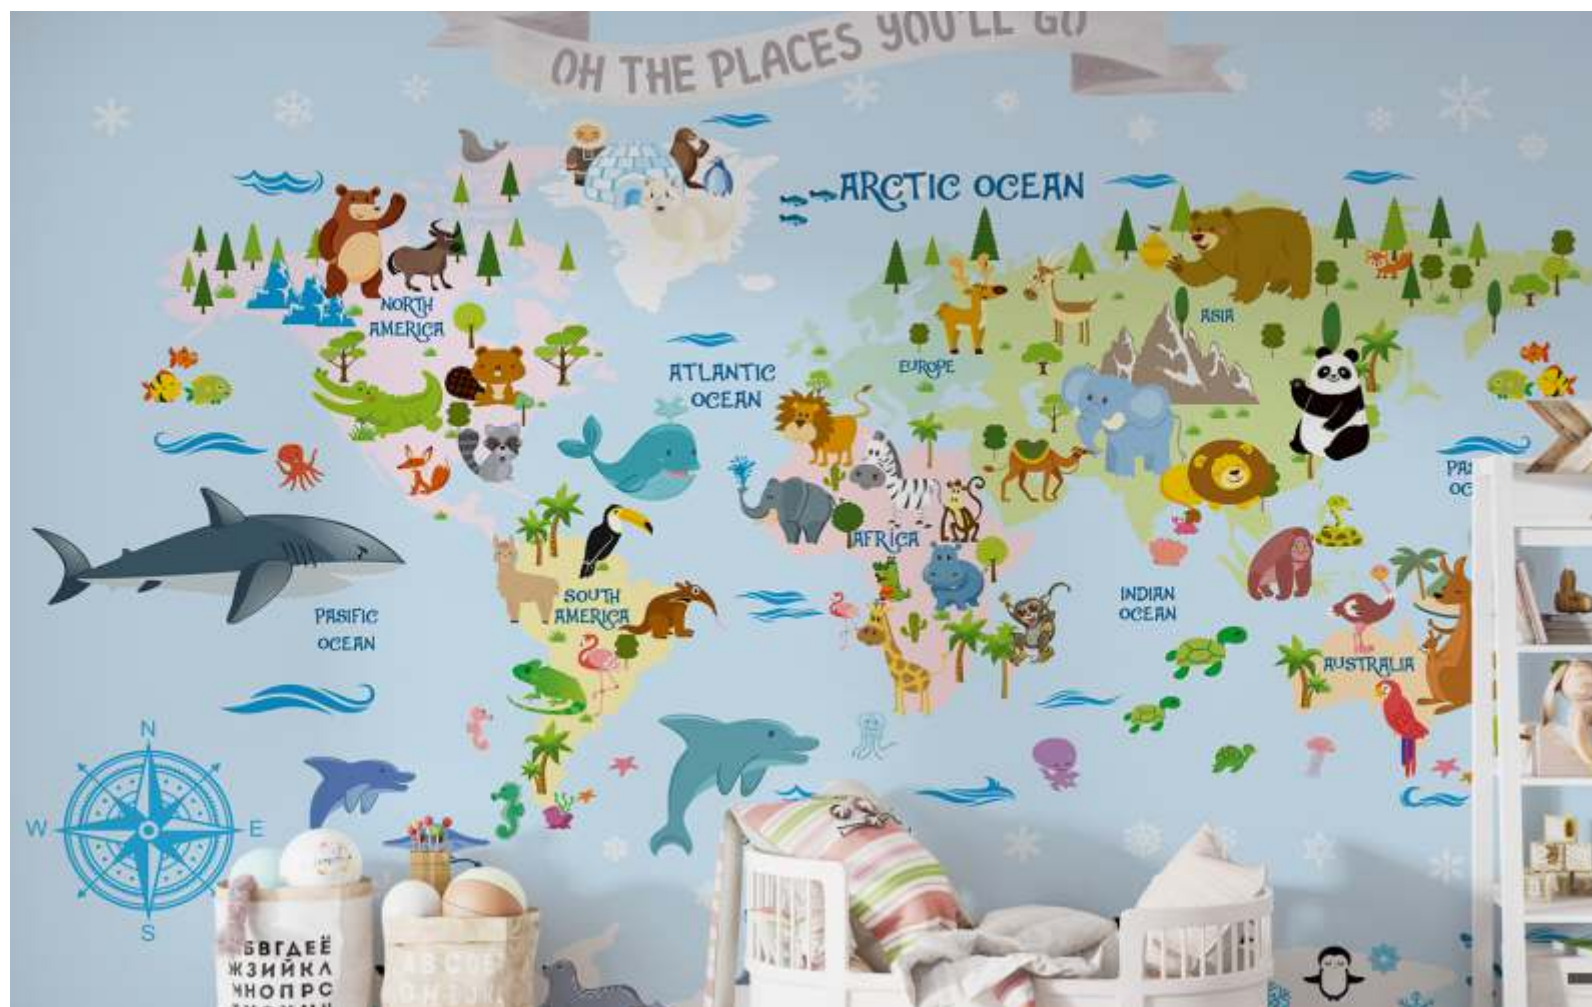 OH THE PLACES YOU'LL GO
ARCTIC OCEAN
NORTH
AMERICA
ASIA
EUROPE
ATLANTIC
OCEAN
AFRICA
SOUTH
AMERICA
PASIFIC
OCEAN
INDIAN
OCEAN
AUSTRALIA
N
W
E
S
БВГДЕЁ
ЖЗИЙКЛ
МНОПРС